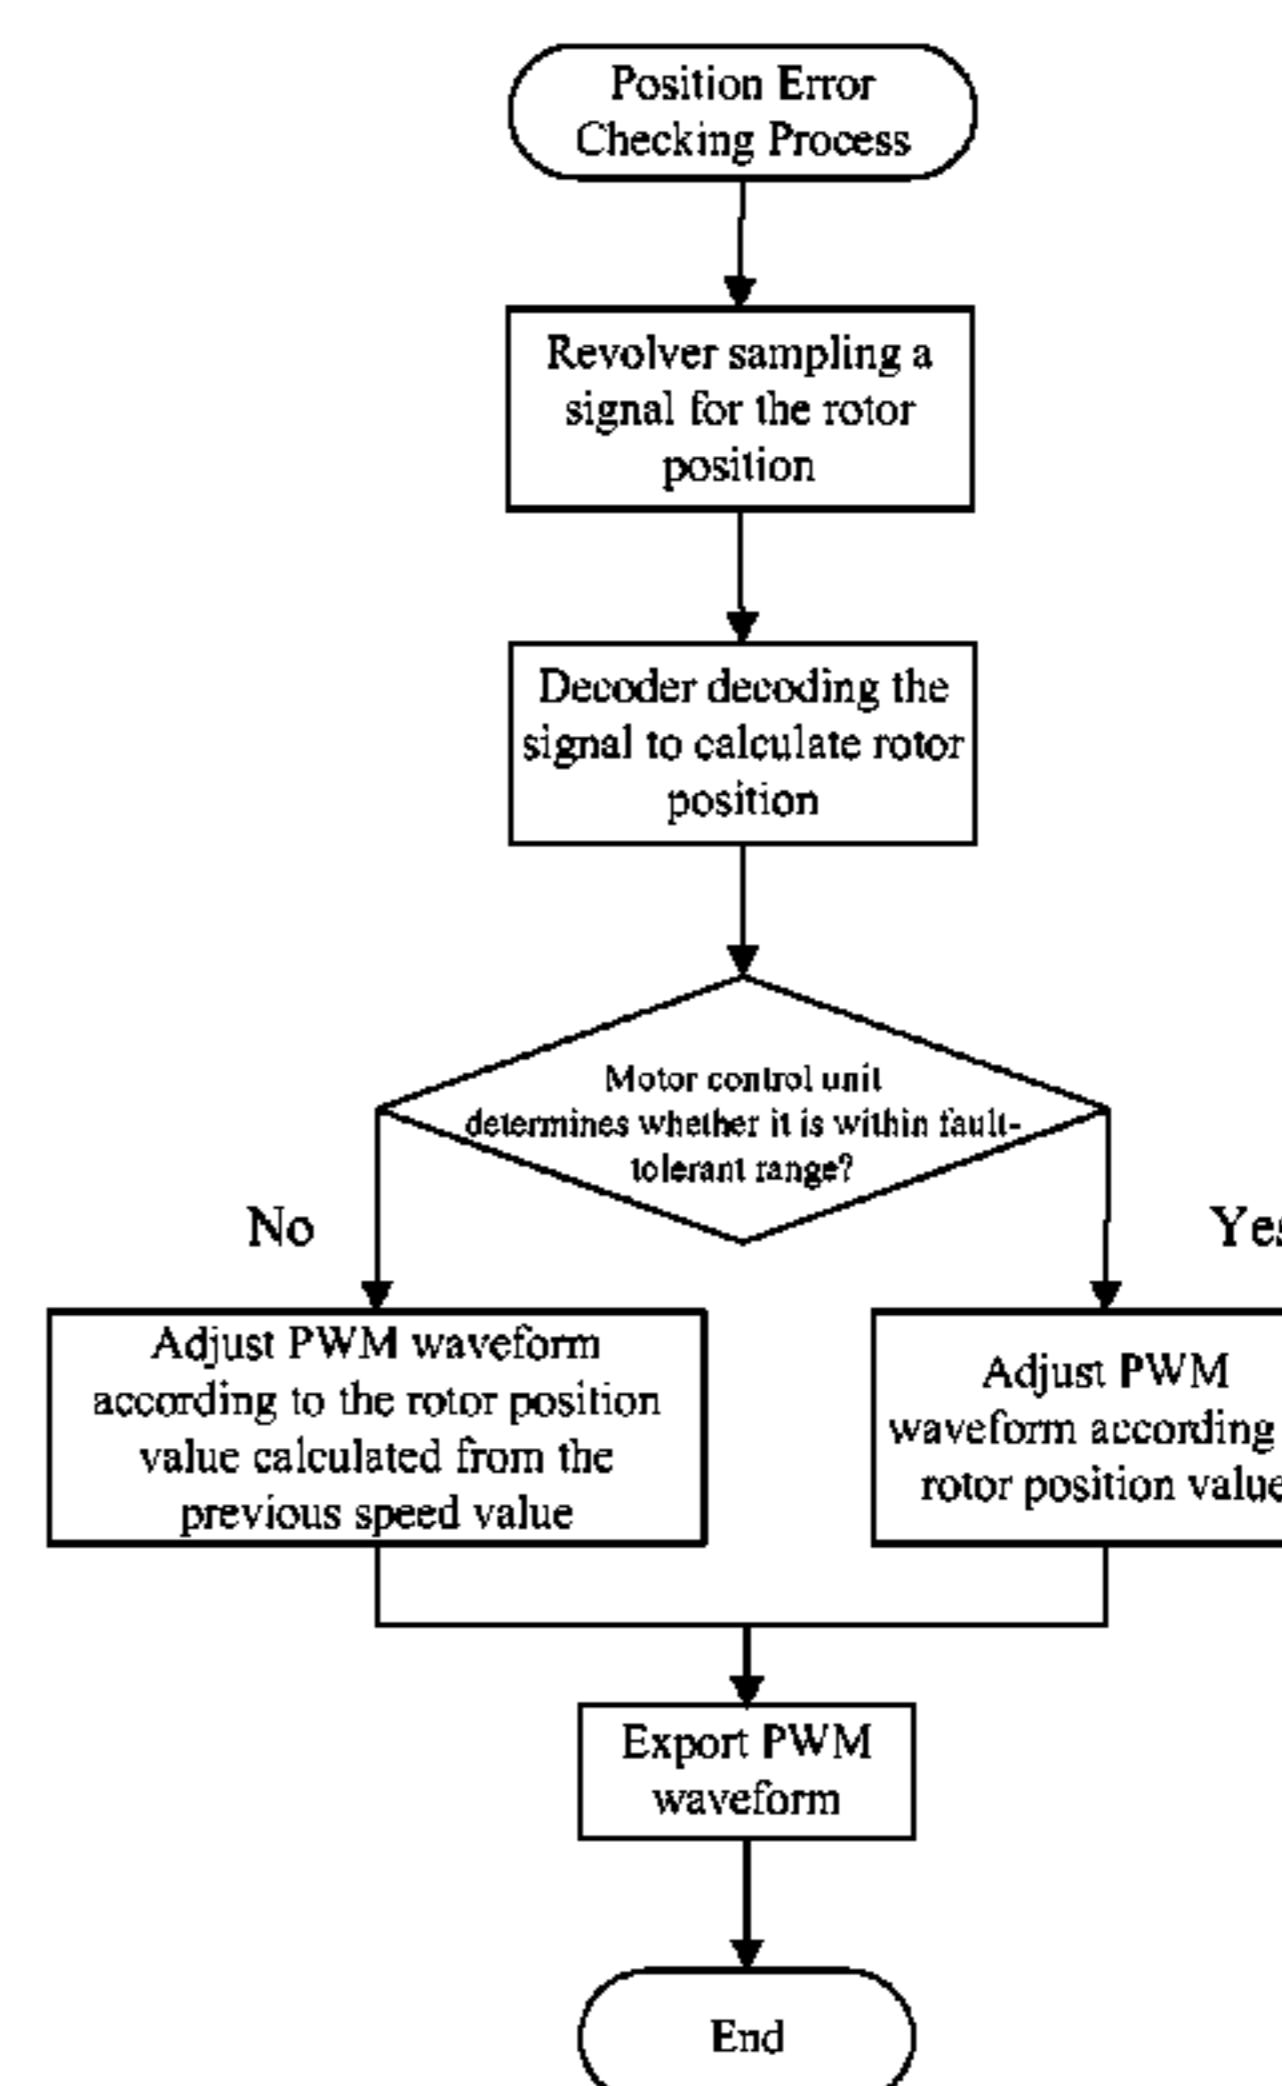 Position Error
Checking Process
Revolver sampling a
signal for the rotor
position
Decoder decoding the
signal to calculate rotor
position
Motor control unit
determines whether it is within fault-
tolerant range?
No
Yes
Adjust PWM waveform
according to the rotor position
value calculated from the
previous speed value
Adjust PWM
waveform according
rotor position value
Export PWM
waveform
End